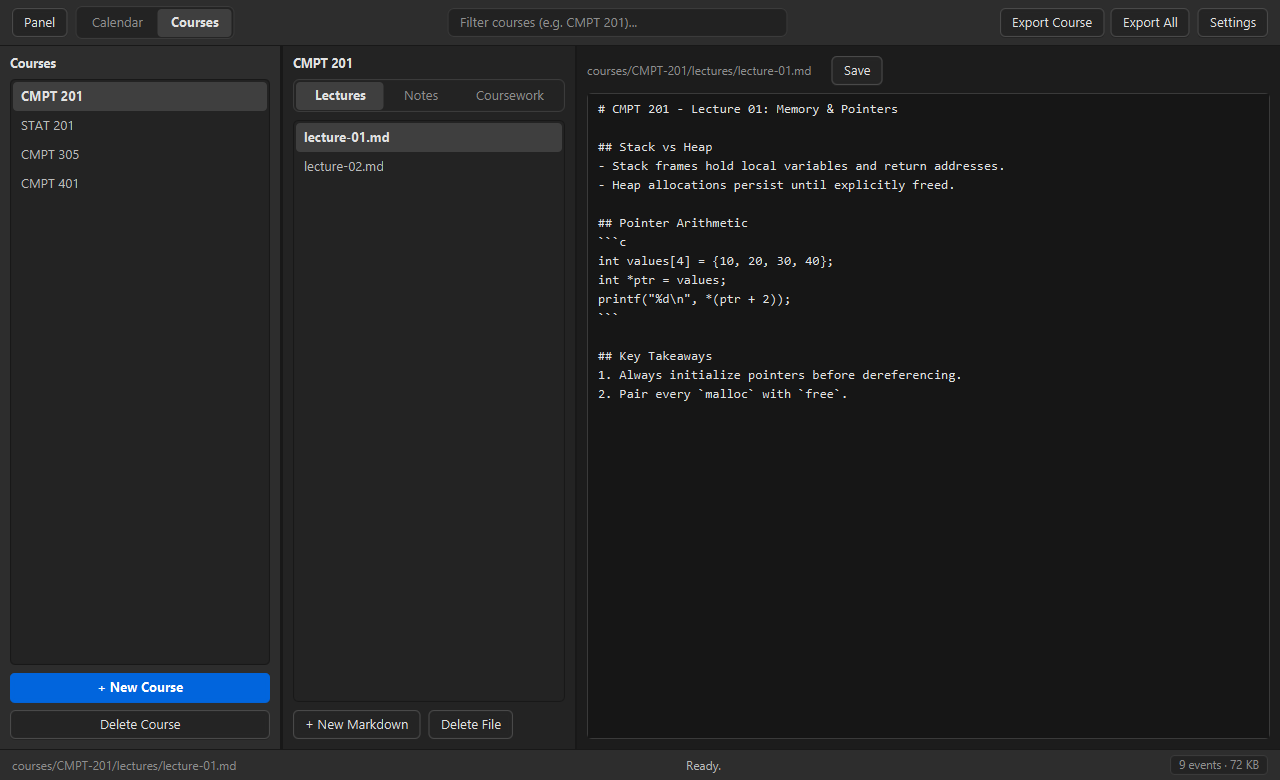 Panel
Calendar
Courses
Filter courses (e.g. CMPT 201)...
Export Course
Export All
Settings
Courses
CMPT 201
STAT 201
CMPT 305
CMPT 401
+ New Course
Delete Course
CMPT 201
Lectures
Notes
Coursework
lecture-01.md
lecture-02.md
+ New Markdown
Delete File
courses/CMPT-201/lectures/lecture-01.md
Save
# CMPT 201 - Lecture 01: Memory & Pointers
## Stack vs Heap
- Stack frames hold local variables and return addresses.
- Heap allocations persist until explicitly freed.
## Pointer Arithmetic
```c
int values[4] = {10, 20, 30, 40};
int *ptr = values;
printf("%d\n", *(ptr + 2));
```
## Key Takeaways
1. Always initialize pointers before dereferencing.
2. Pair every `malloc` with `free`.
courses/CMPT-201/lectures/lecture-01.md
Ready.
9 events · 72 KB